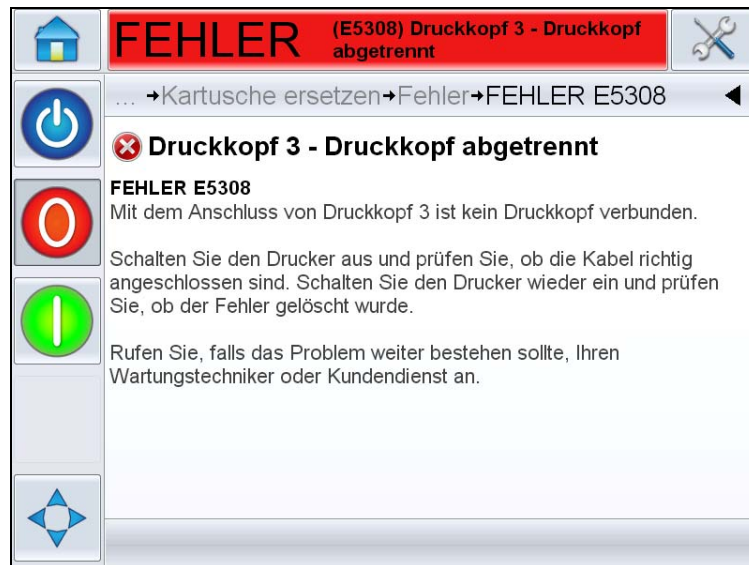 FEHLER
(E5308) Druckkopf 3 - Druckkopf
abgetrennt
... →Kartusche ersetzen→Fehler→FEHLER E5308
Druckkopf 3 - Druckkopf abgetrennt
FEHLER E5308
Mit dem Anschluss von Druckkopf 3 ist kein Druckkopf verbunden.
Schalten Sie den Drucker aus und prüfen Sie, ob die Kabel richtig
angeschlossen sind. Schalten Sie den Drucker wieder ein und prüfen
Sie, ob der Fehler gelöscht wurde.
Rufen Sie, falls das Problem weiter bestehen sollte, Ihren
Wartungstechniker oder Kundendienst an.